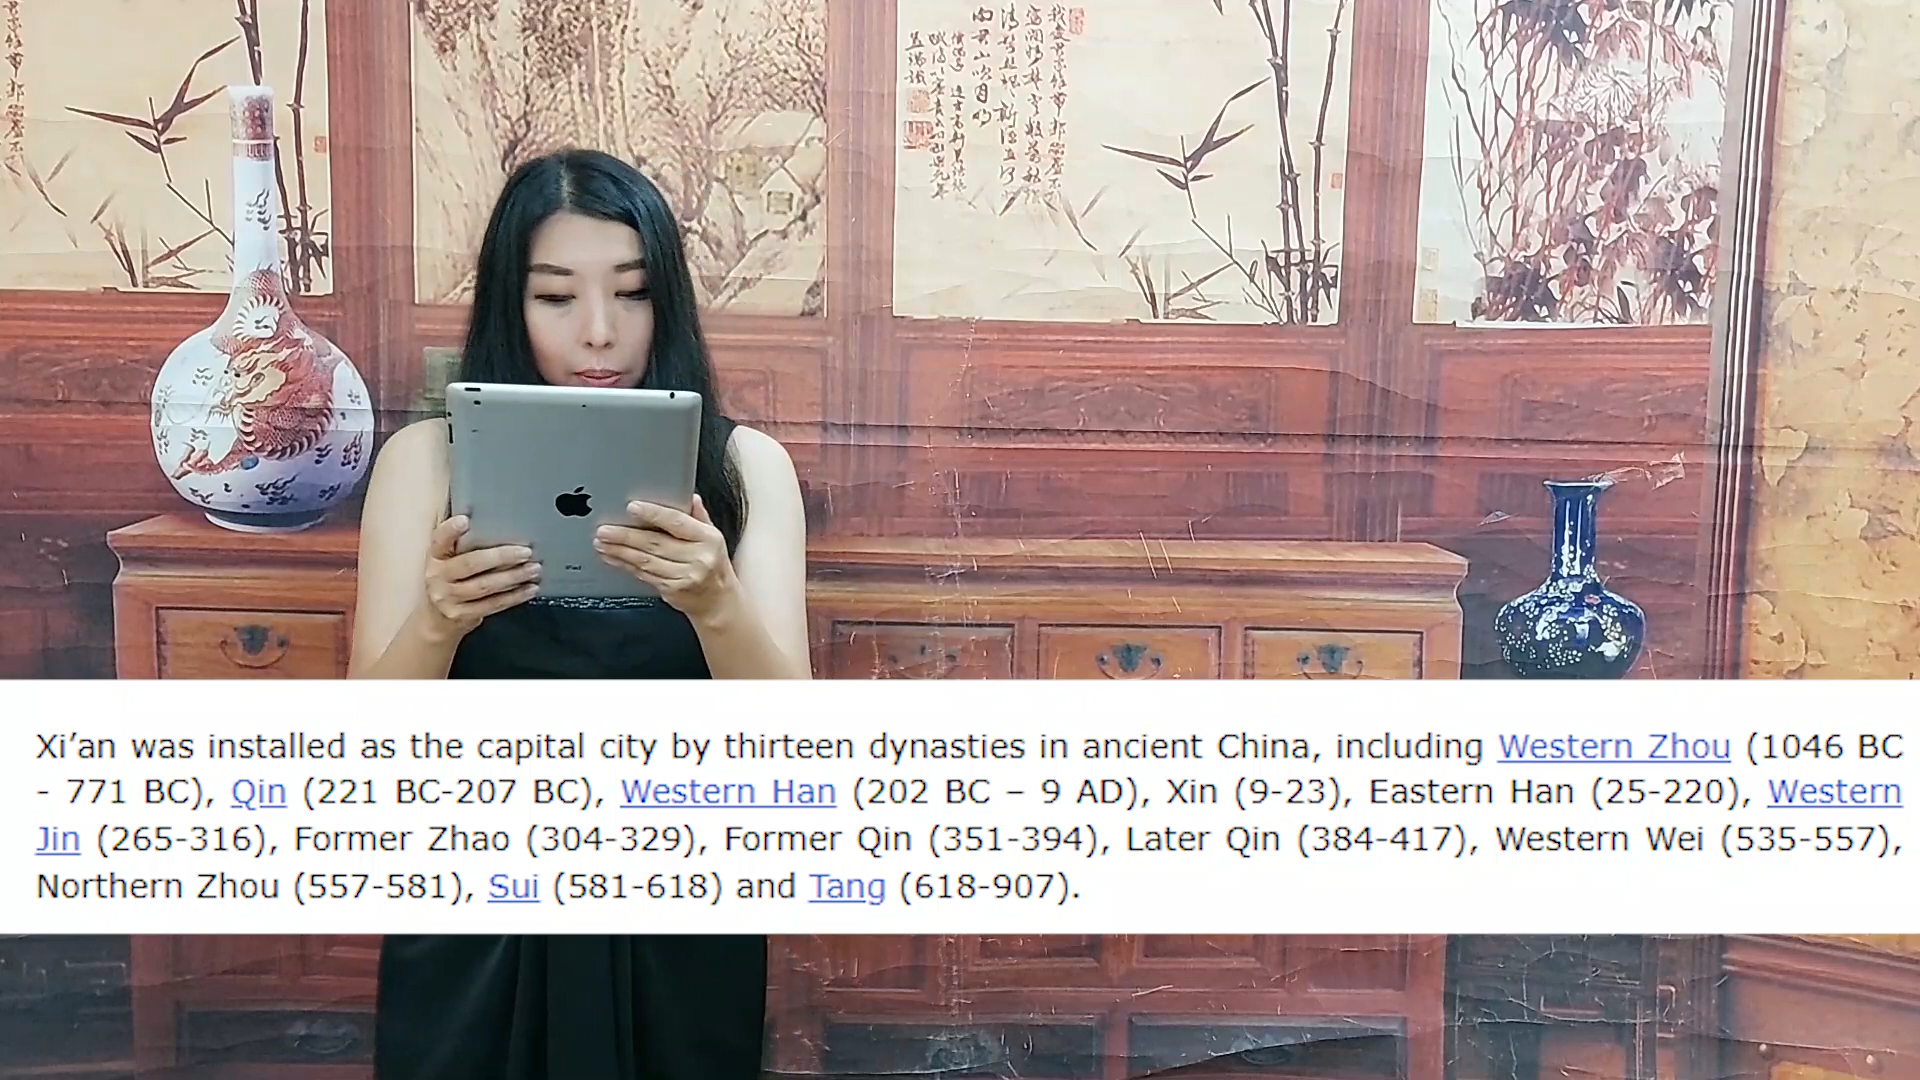 Xi’an was installed as the capital city by thirteen dynasties in ancient China, including Western Zhou (1046 BC
- 771 BC), Qin (221 BC-207 BC), Western Han (202 BC – 9 AD), Xin (9-23), Eastern Han (25-220), Western
Jin (265-316), Former Zhao (304-329), Former Qin (351-394), Later Qin (384-417), Western Wei (535-557),
Northern Zhou (557-581), Sui (581-618) and Tang (618-907).
iPad